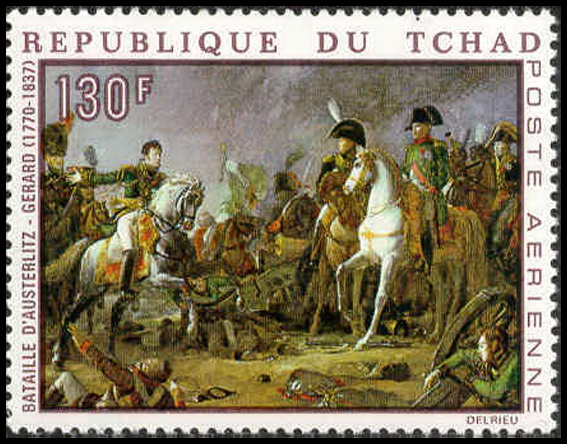 REPUBLIQUE DU TCHAD
130F
BATAILLE D'AUSTERLITZ - GERARD (1770-1837)
POSTE AERIENNE
DELRIEU